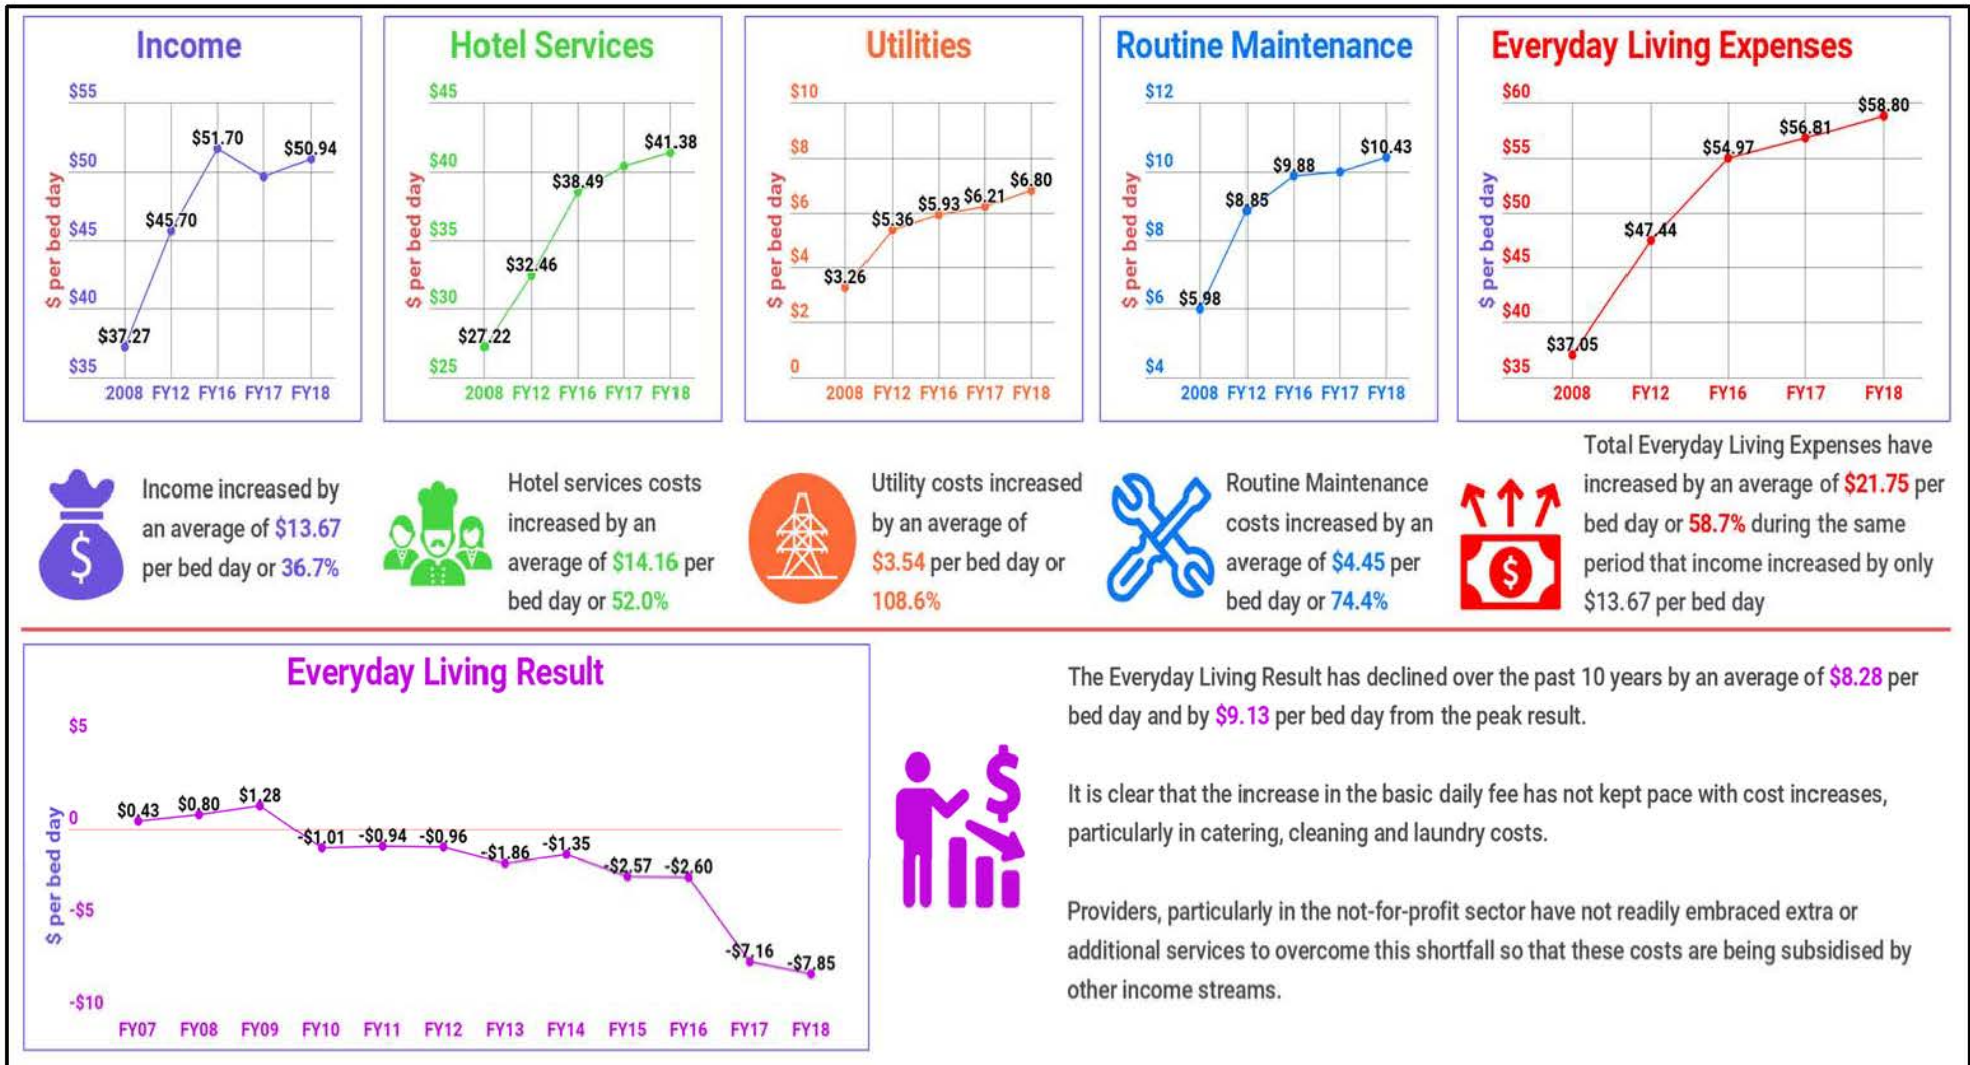 Income
$55
$50
$45
$40
$35
$ per bed day
$37.27
$45.70
$51.70
$50.94
2008 FY12 FY16 FY17 FY18
Hotel Services
$45
$40
$35
$30
$25
$ per bed day
$27.22
$32.46
$38.49
$41.38
2008 FY12 FY16 FY17 FY18
Utilities
$10
$8
$6
$4
$2
0
$ per bed day
$3.26
$5.36
$5.93
$6.21
$6.80
2008 FY12 FY16 FY17 FY18
Routine Maintenance
$12
$10
$8
$6
$4
$ per bed day
$5.98
$8.85
$9.88
$10.43
2008 FY12 FY16 FY17 FY18
Everyday Living Expenses
$60
$55
$50
$45
$40
$35
$ per bed day
$37.05
$47.44
$54.97
$56.81
$58.80
2008 FY12 FY16 FY17 FY18
$
Income increased by
an average of $13.67
per bed day or 36.7%
Hotel services costs
increased by an
average of $14.16 per
bed day or 52.0%
Utility costs increased
by an average of
$3.54 per bed day or
108.6%
Routine Maintenance
costs increased by an
average of $4.45 per
bed day or 74.4%
$
Total Everyday Living Expenses have
increased by an average of $21.75 per
bed day or 58.7% during the same
period that income increased by only
$13.67 per bed day
Everyday Living Result
$5
0
-$5
-$10
$ per bed day
$0.43
$0.80
$1.28
-$1.01
-$0.94
-$0.96
-$1.86
-$1.35
-$2.57
-$2.60
-$7.16
-$7.85
FY07 FY08 FY09 FY10 FY11 FY12 FY13 FY14 FY15 FY16 FY17 FY18
$
The Everyday Living Result has declined over the past 10 years by an average of $8.28 per
bed day and by $9.13 per bed day from the peak result.
It is clear that the increase in the basic daily fee has not kept pace with cost increases,
particularly in catering, cleaning and laundry costs.
Providers, particularly in the not-for-profit sector have not readily embraced extra or
additional services to overcome this shortfall so that these costs are being subsidised by
other income streams.